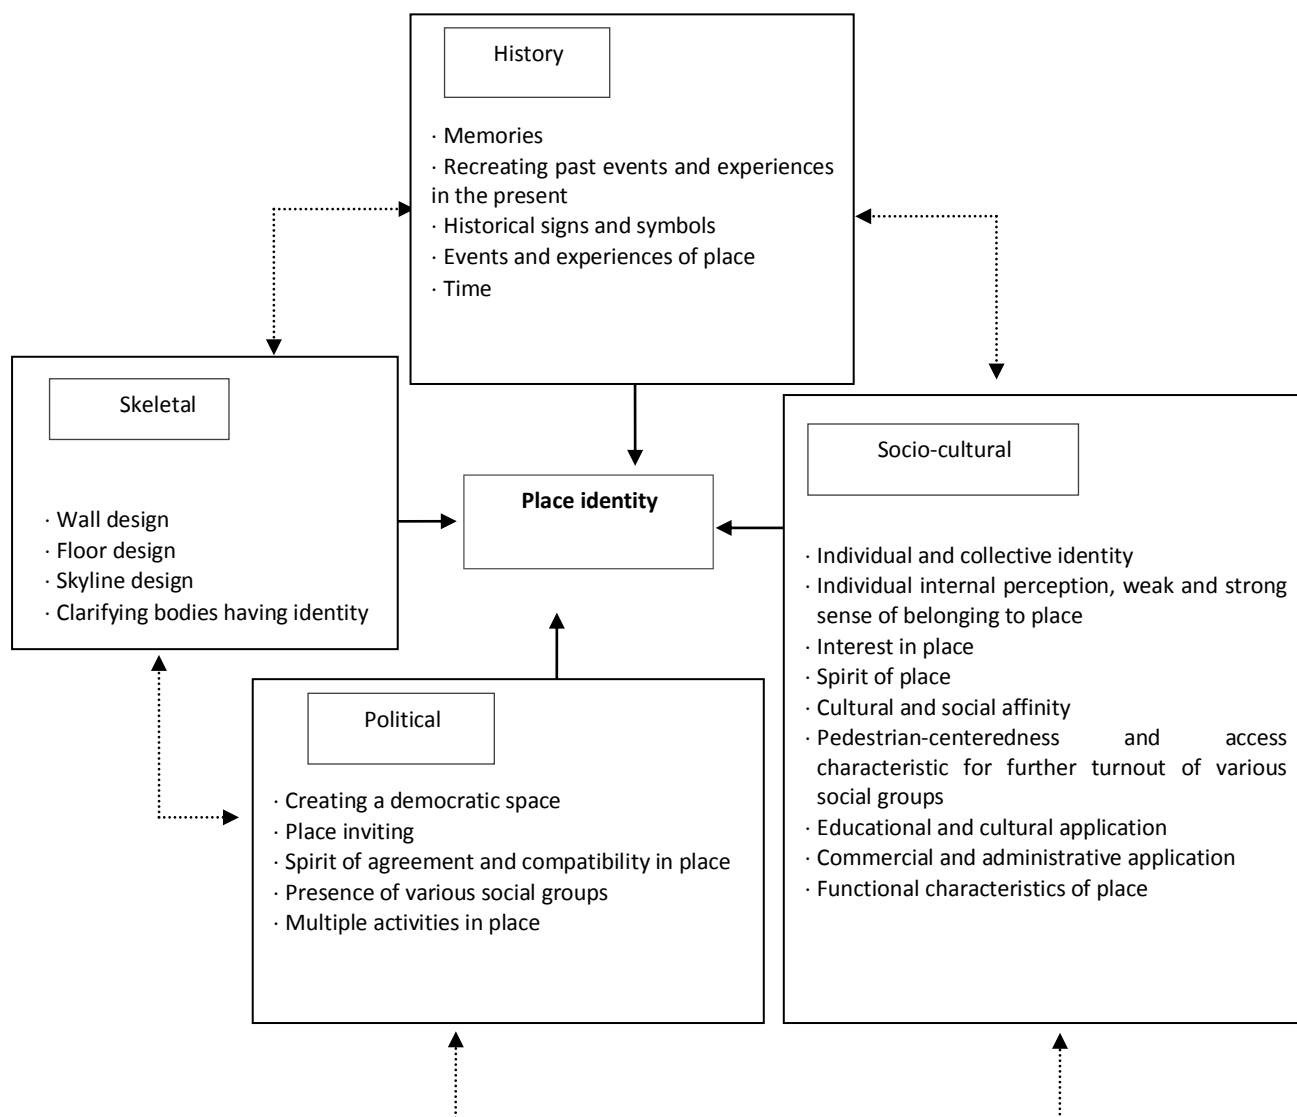 History
· Memories
· Recreating past events and experiences
in the present
· Historical signs and symbols
· Events and experiences of place
· Time
Skeletal
· Wall design
· Floor design
· Skyline design
· Clarifying bodies having identity
Place identity
Socio-cultural
· Individual and collective identity
· Individual internal perception, weak and strong
sense of belonging to place
· Interest in place
· Spirit of place
· Cultural and social affinity
· Pedestrian-centeredness and access
characteristic for further turnout of various
social groups
· Educational and cultural application
· Commercial and administrative application
· Functional characteristics of place
Political
· Creating a democratic space
· Place inviting
· Spirit of agreement and compatibility in place
· Presence of various social groups
· Multiple activities in place